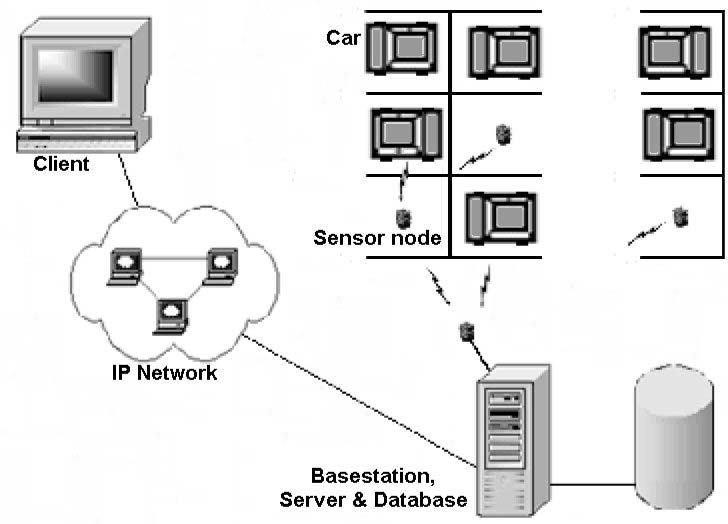 Car
Client
Sensor node
IP Network
Basestation,
Server & Database